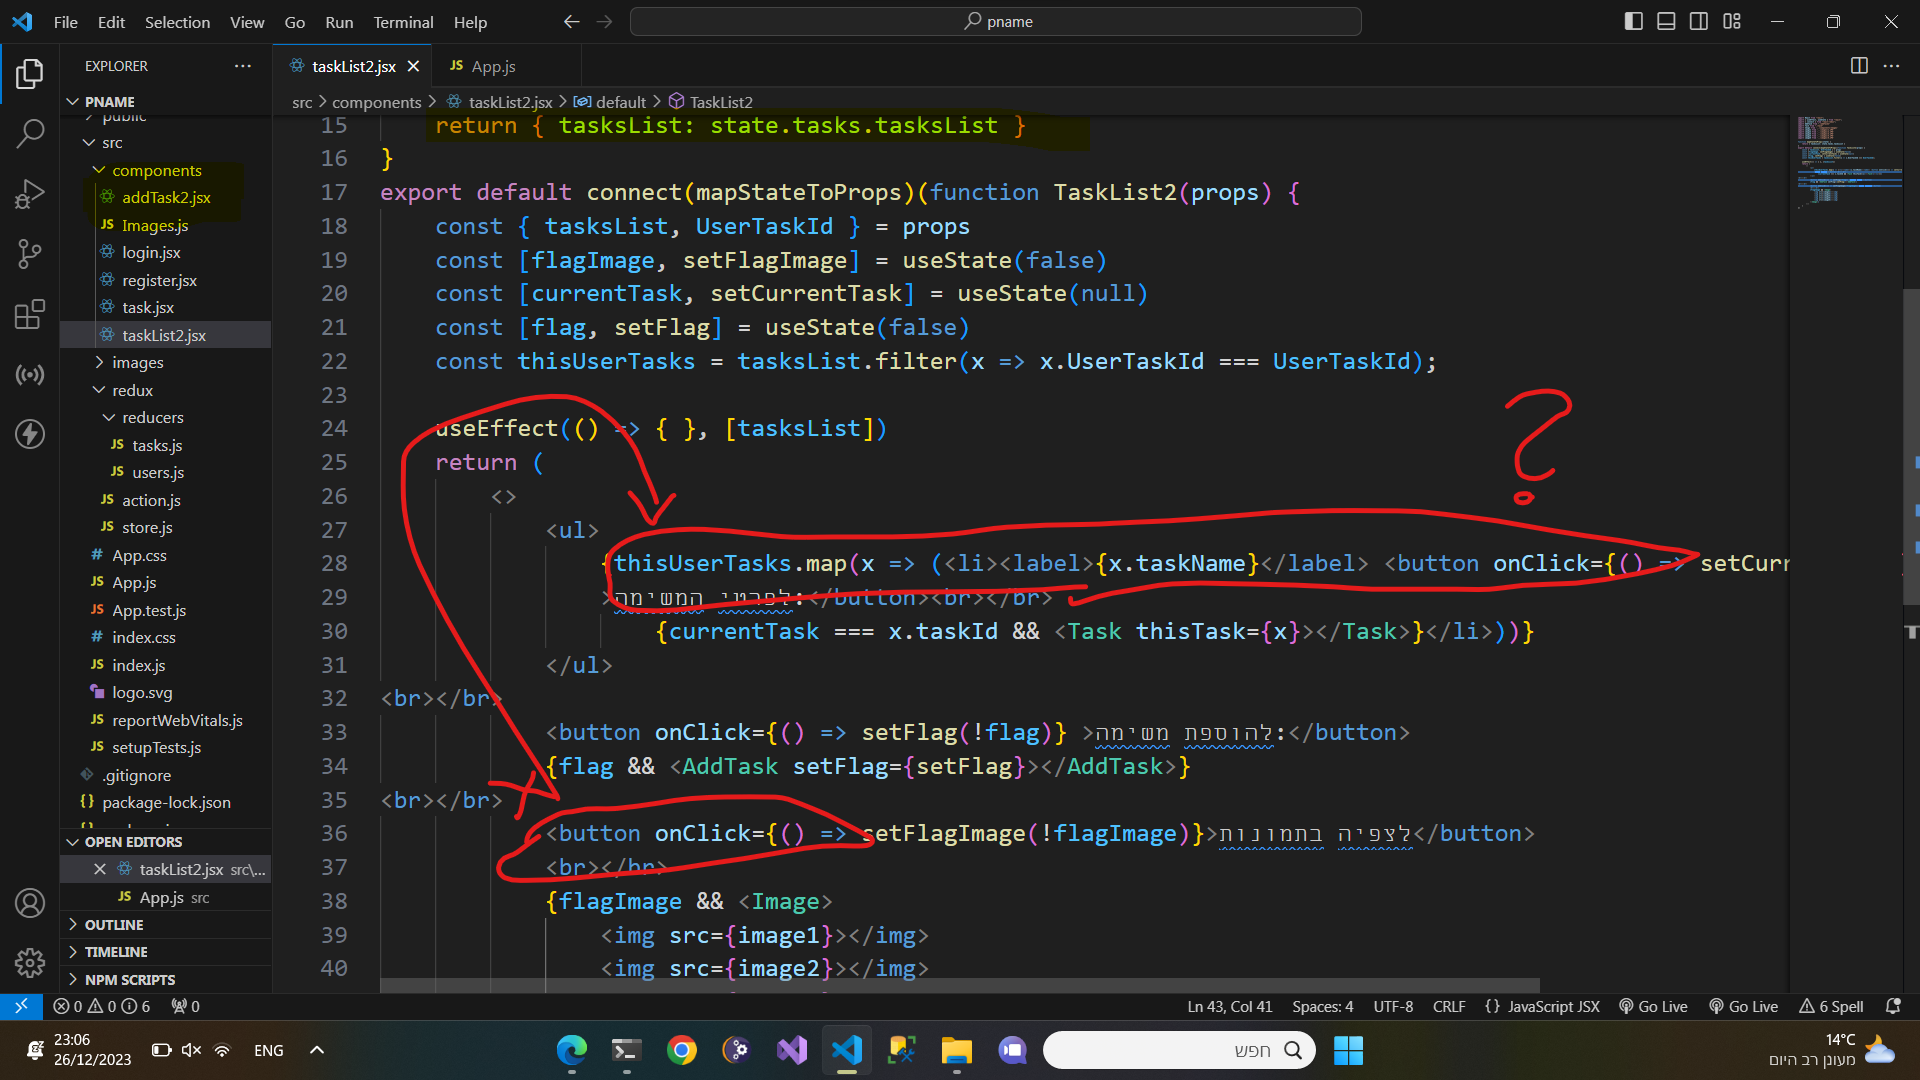 File Edit Selection View Go Run Terminal Help
pname
EXPLORER
taskList2.jsx
JS App.js
PNAME
src > components > taskList2.jsx > default > TaskList2
public
src
components
addTask2.jsx
JS Images.js
login.jsx
register.jsx
task.jsx
taskList2.jsx
images
redux
reducers
JS tasks.js
JS users.js
JS action.js
JS store.js
# App.css
JS App.js
JS App.test.js
# index.css
JS index.js
logo.svg
JS reportWebVitals.js
JS setupTests.js
.gitignore
{} package-lock.json
OPEN EDITORS
taskList2.jsx src\...
JS App.js src
OUTLINE
TIMELINE
NPM SCRIPTS
15 return { tasksList: state.tasks.tasksList }
16 }
17 export default connect(mapStateToProps)(function TaskList2(props) {
18 const { tasksList, UserTaskId } = props
19 const [flagImage, setFlagImage] = useState(false)
20 const [currentTask, setCurrentTask] = useState(null)
21 const [flag, setFlag] = useState(false)
22 const thisUserTasks = tasksList.filter(x => x.UserTaskId === UserTaskId);
23
24 useEffect(() => { }, [tasksList])
25 return (
26 <>
27 <ul>
28 {thisUserTasks.map(x => (<li><label>{x.taskName}</label> <button onClick={() => setCurr
29 >לפרטי המשימה:</button><br></br>
30 {currentTask === x.taskId && <Task thisTask={x}></Task>}</li>))}
31 </ul>
32 <br></br>
33 <button onClick={() => setFlag(!flag)} >להוספת משימה:</button>
34 {flag && <AddTask setFlag={setFlag}></AddTask>}
35 <br></br>
36 <button onClick={() => setFlagImage(!flagImage)}>לצפיה בתמונות</button>
37 <br></br>
38 {flagImage && <Image>
39 <img src={image1}></img>
40 <img src={image2}></img>
?
0 0 6 0
Ln 43, Col 41 Spaces: 4 UTF-8 CRLF {} JavaScript JSX Go Live Go Live 6 Spell
23:06
26/12/2023
ENG
חפש
14°C
מעונן רב היום